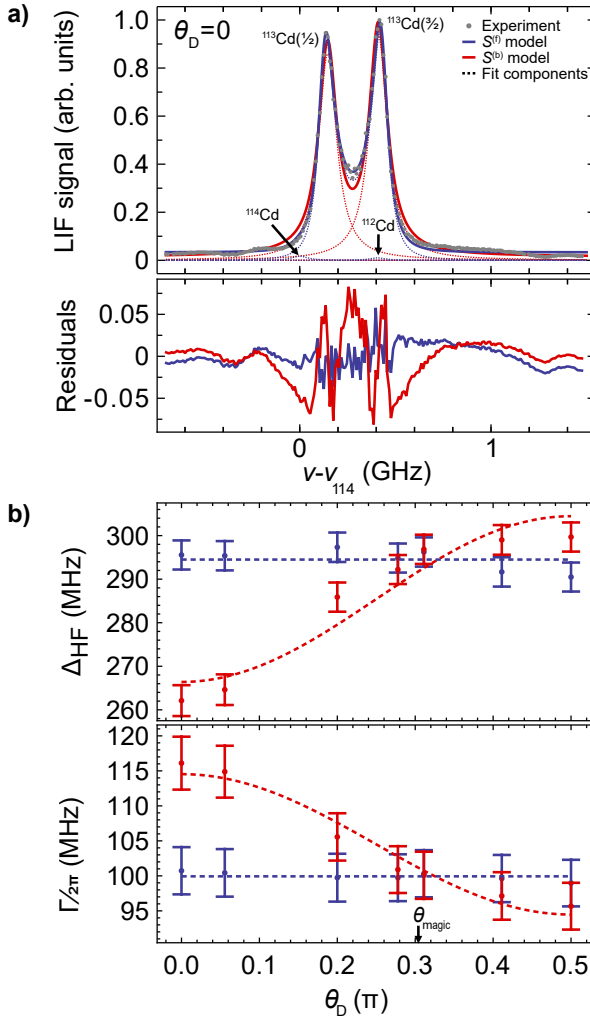 a)
θD=0
¹¹³Cd(½)
¹¹³Cd(³⁄₂)
Experiment
S⁽ᶠ⁾ model
S⁽ᵇ⁾ model
Fit components
LIF signal (arb. units)
1.0
0.8
0.6
0.4
0.2
0
¹¹⁴Cd
¹¹²Cd
Residuals
0.05
0
-0.05
0
1
ν-ν₁₁₄ (GHz)
b)
ΔHF (MHz)
300
290
280
270
260
Γ⁄2π (MHz)
120
115
110
105
100
95
θmagic
0.0
0.1
0.2
0.3
0.4
0.5
θD (π)